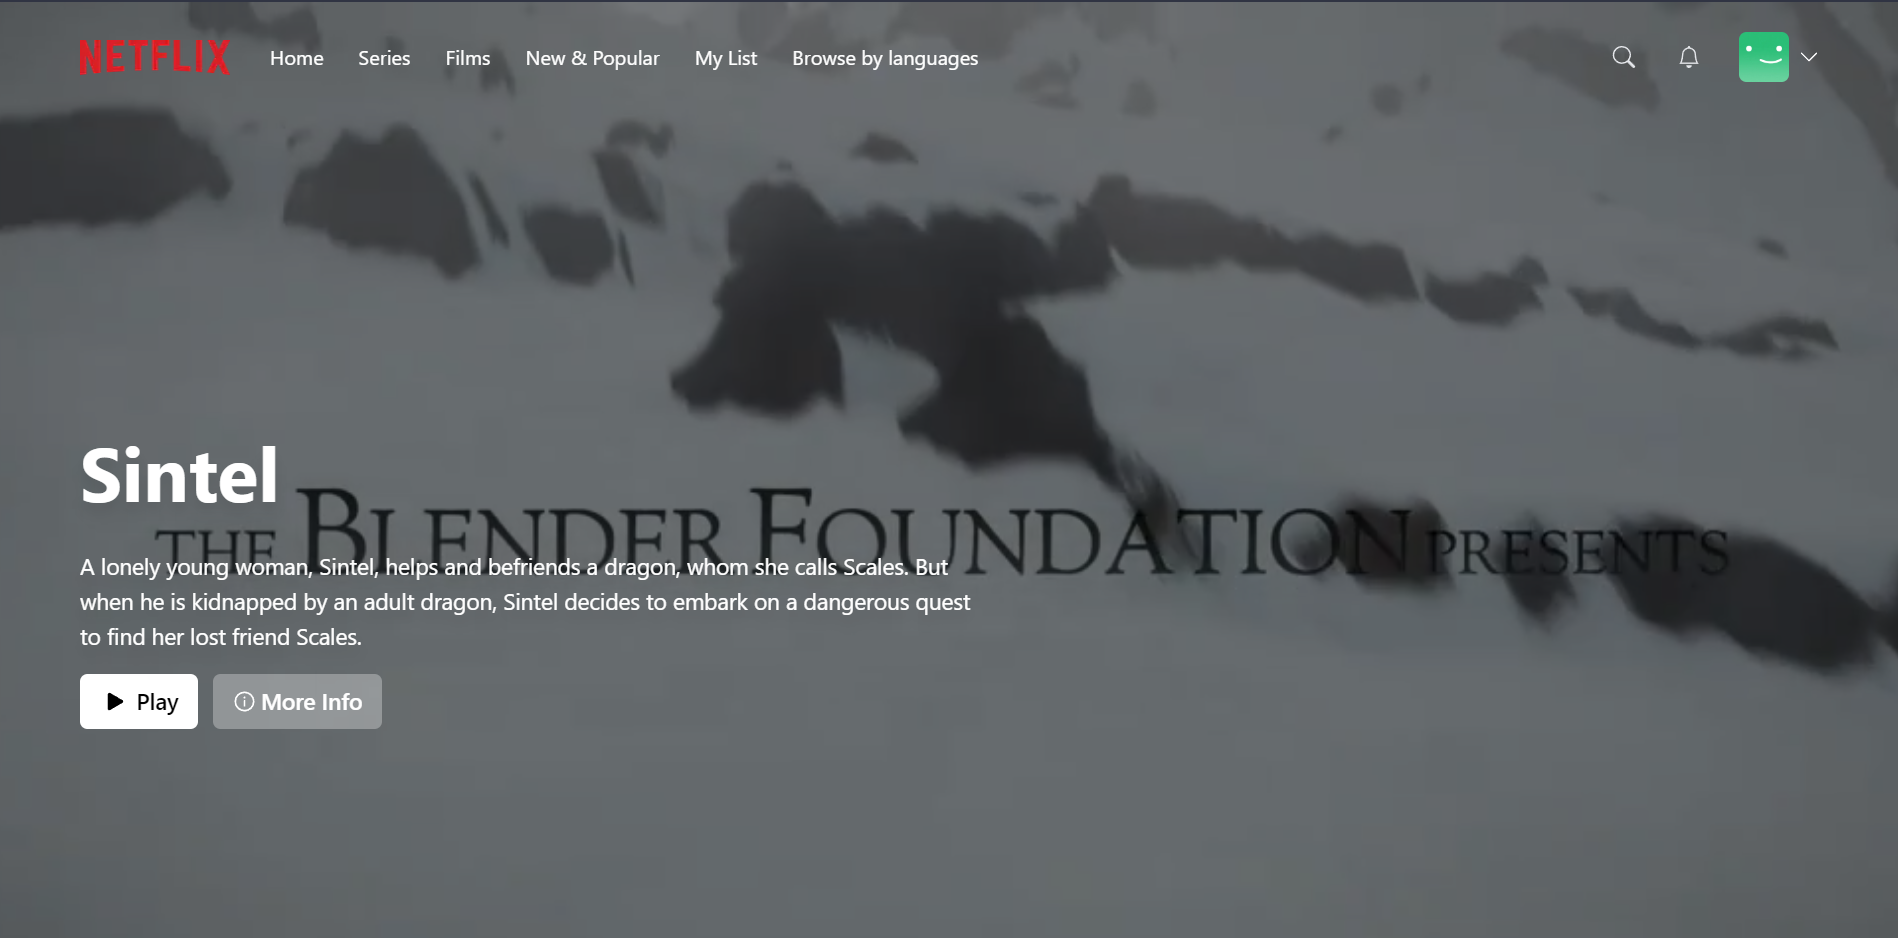 NETFLIX Home Series Films New & Popular My List Browse by languages
Sintel
THE BLENDER FOUNDATION PRESENTS
A lonely young woman, Sintel, helps and befriends a dragon, whom she calls Scales. But
when he is kidnapped by an adult dragon, Sintel decides to embark on a dangerous quest
to find her lost friend Scales.
Play More Info